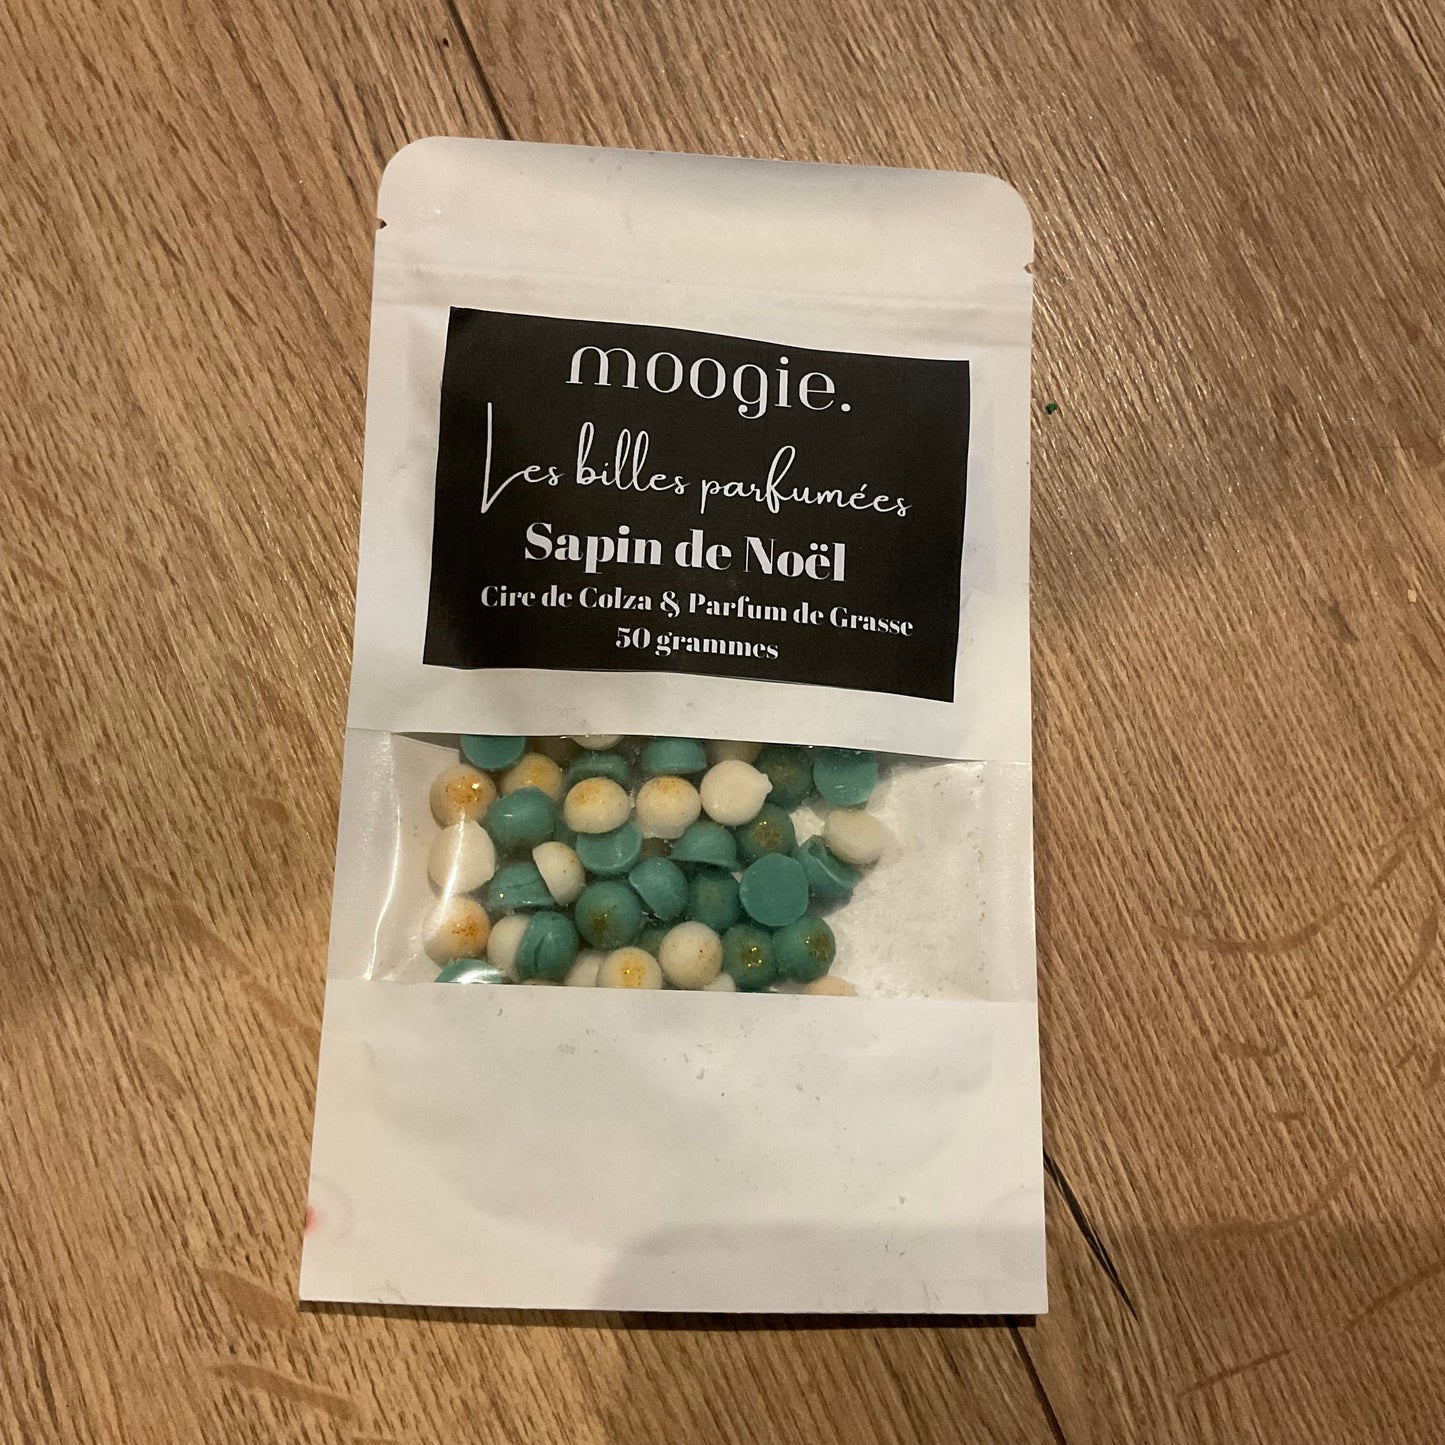 moogie.
Les billes parfumées
Sapin de Noël
Cire de Colza & Parfum de Grasse
50 grammes